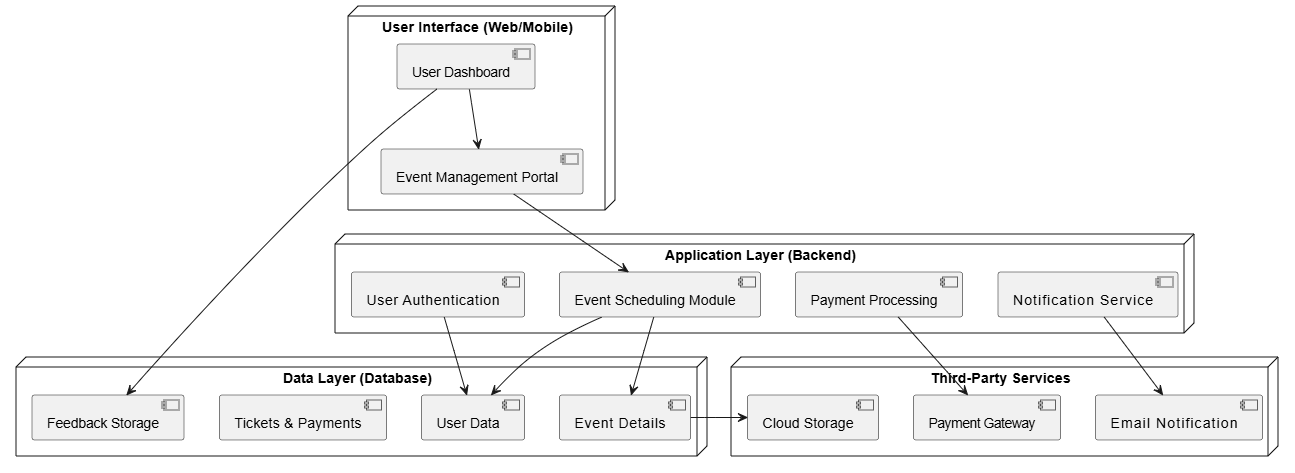 User Interface (Web/Mobile)
User Dashboard
Event Management Portal
Application Layer (Backend)
User Authentication
Event Scheduling Module
Payment Processing
Notification Service
Data Layer (Database)
Feedback Storage
Tickets & Payments
User Data
Event Details
Third-Party Services
Cloud Storage
Payment Gateway
Email Notification